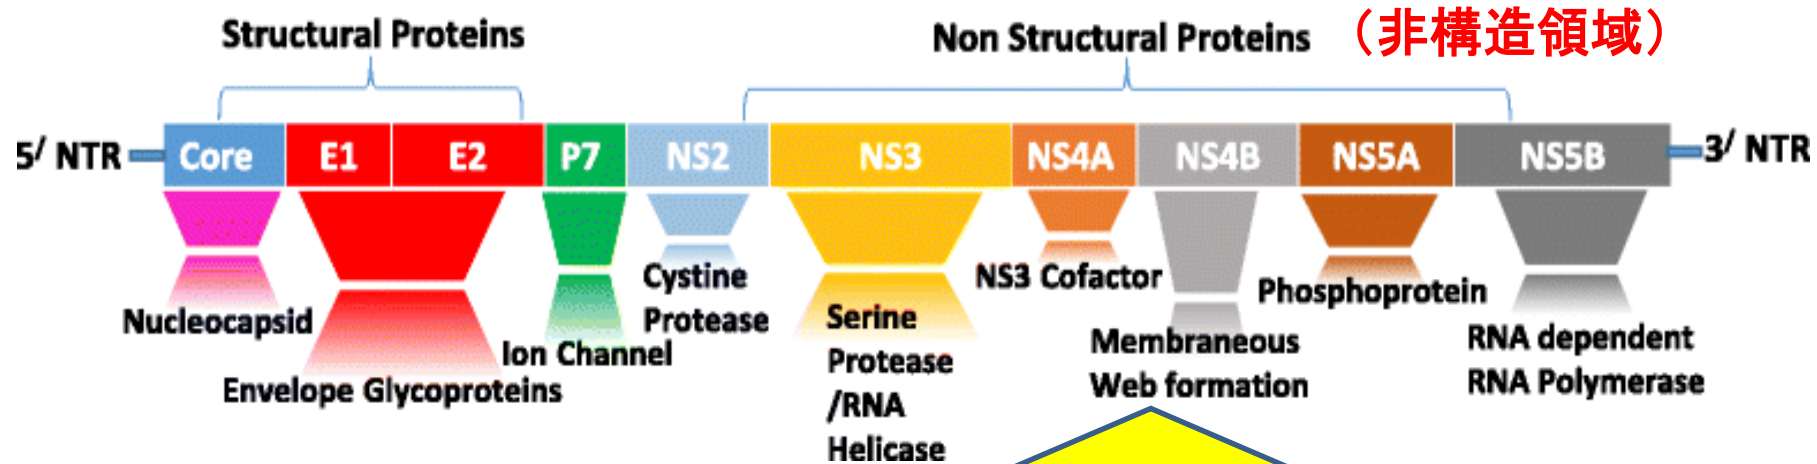 Structural Proteins
Non Structural Proteins （非構造領域）
5/ NTR Core E1 E2 P7 NS2 NS3 NS4A NS4B NS5A NS5B 3/ NTR
Nucleocapsid
Envelope Glycoproteins
Ion Channel
Cystine
Protease
Serine
Protease
/RNA
Helicase
NS3 Cofactor
Membraneous
Web formation
Phosphoprotein
RNA dependent
RNA Polymerase